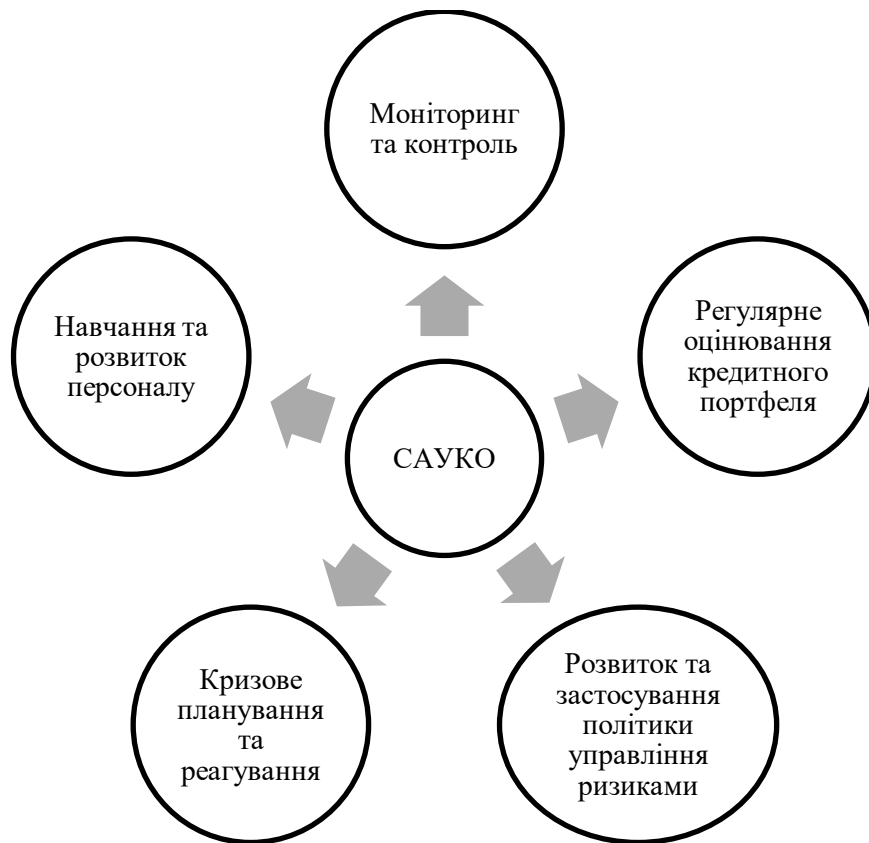 Моніторинг
та контроль
Навчання та
розвиток
персоналу
Регулярне
оцінювання
кредитного
портфеля
САУКО
Кризове
планування
та
реагування
Розвиток та
застосування
політики
управління
ризиками